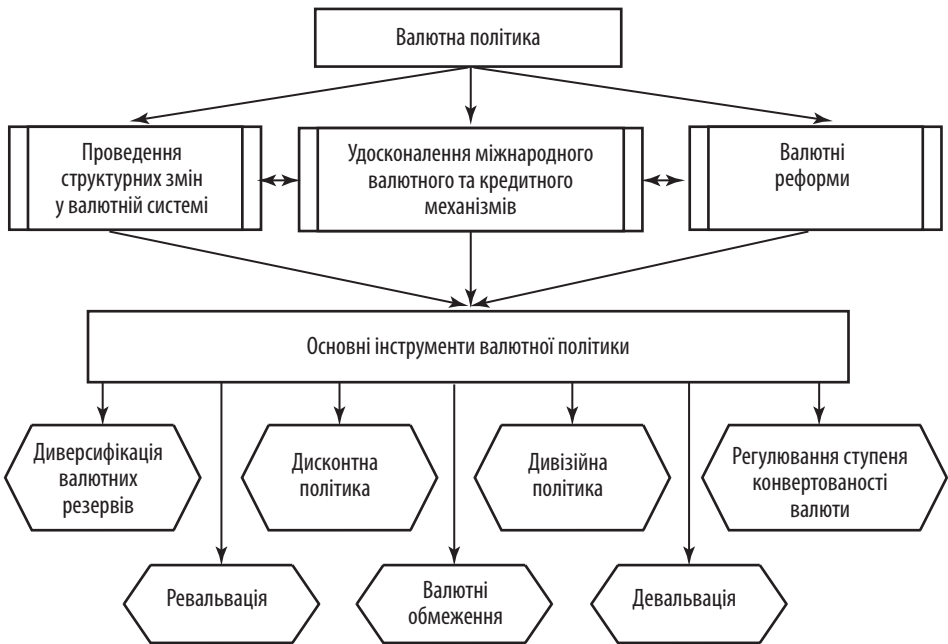 Валютна політика
Проведення
структурних змін
у валютній системі
Удосконалення міжнародного
валютного та кредитного
механізмів
Валютні
реформи
Основні інструменти валютної політики
Диверсифікація
валютних
резервів
Дисконтна
політика
Дивізійна
політика
Регулювання ступеня
конвертованості
валюти
Ревальвація
Валютні
обмеження
Девальвація